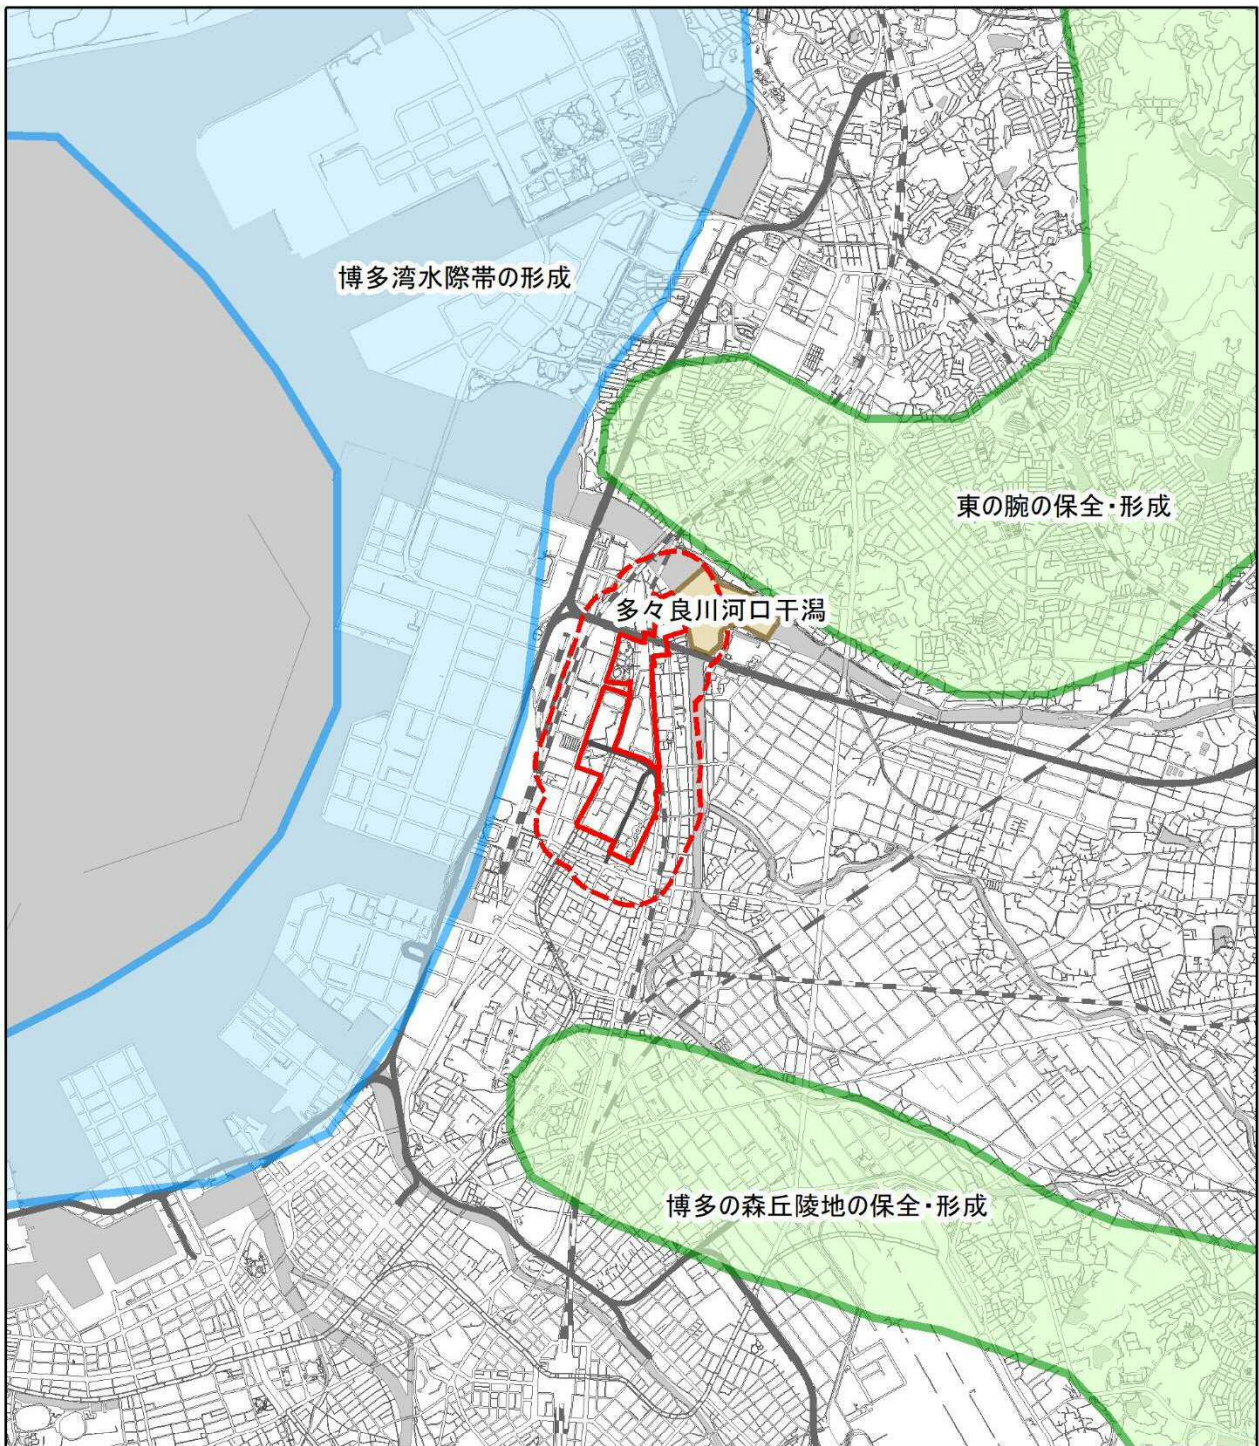 博多湾水際帯の形成
東の腕の保全・形成
多々良川河口干潟
博多の森丘陵地の保全・形成